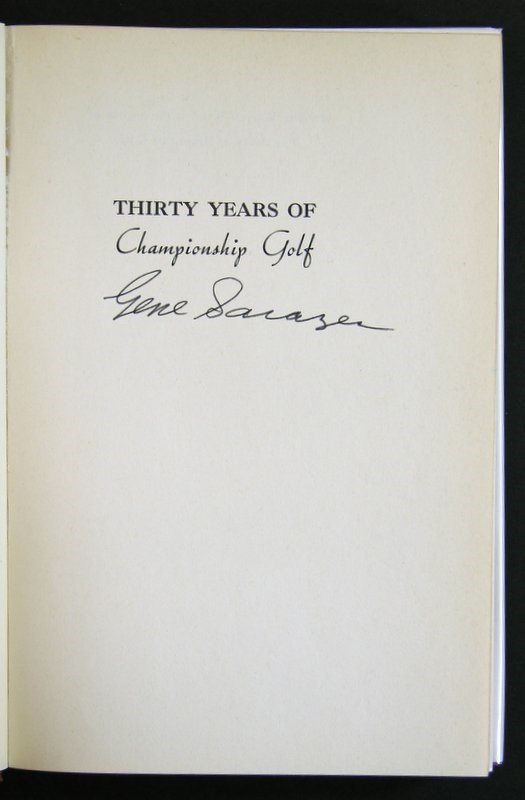 THIRTY YEARS OF
Championship Golf
Gene Sarazen